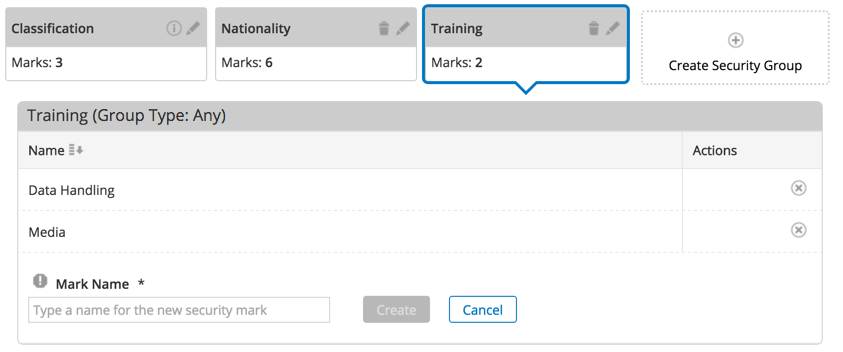 Classification
Nationality
Training
Marks: 3
Marks: 6
Marks: 2
Create Security Group
Training (Group Type: Any)
Name
Actions
Data Handling
Media
Mark Name *
Type a name for the new security mark
Create
Cancel